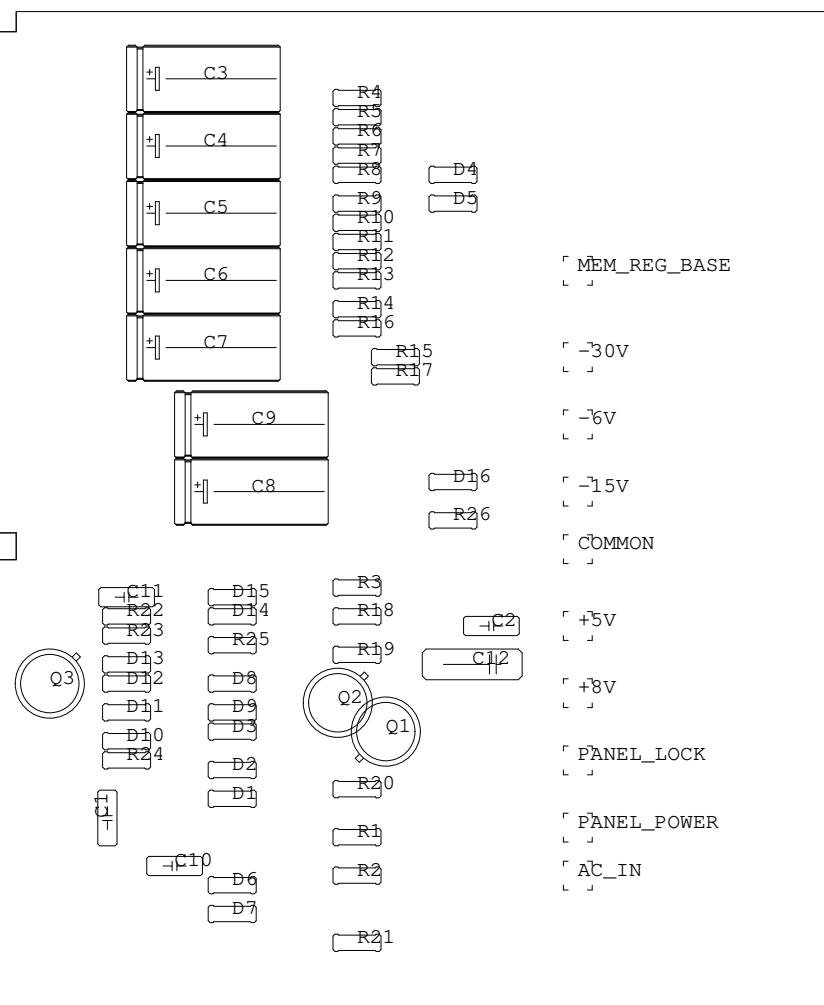 C3
R4
R5
R6
C4
R7
R8 D4
R9 D5
C5
R10
R11
R12
MEM_REG_BASE
C6 R13
R14
R16
C7 R15 -30V
R17
C9 -6V
D16
C8 -15V
R26
COMMON
R3
C11 D15
R22 D14 R18
C2 +5V
R23
R25
R19
D13 C12
Q3 D12 D8
+8V
Q2
D11 D9
D3 Q1
D10
R24 PANEL_LOCK
D2
R20
D1
C1
PANEL_POWER
R1
C10
R2 AC_IN
D6
D7
R21